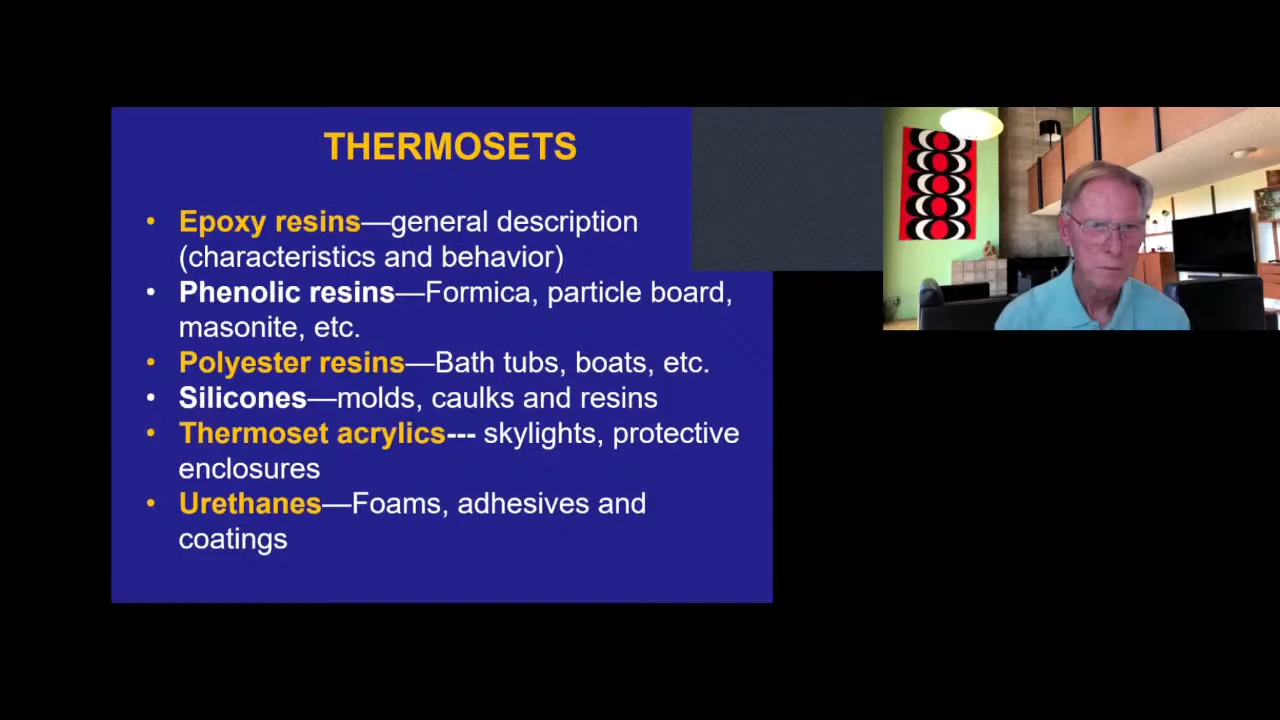 THERMOSETS
• Epoxy resins—general description
(characteristics and behavior)
• Phenolic resins—Formica, particle board,
masonite, etc.
• Polyester resins—Bath tubs, boats, etc.
• Silicones—molds, caulks and resins
• Thermoset acrylics--- skylights, protective
enclosures
• Urethanes—Foams, adhesives and
coatings